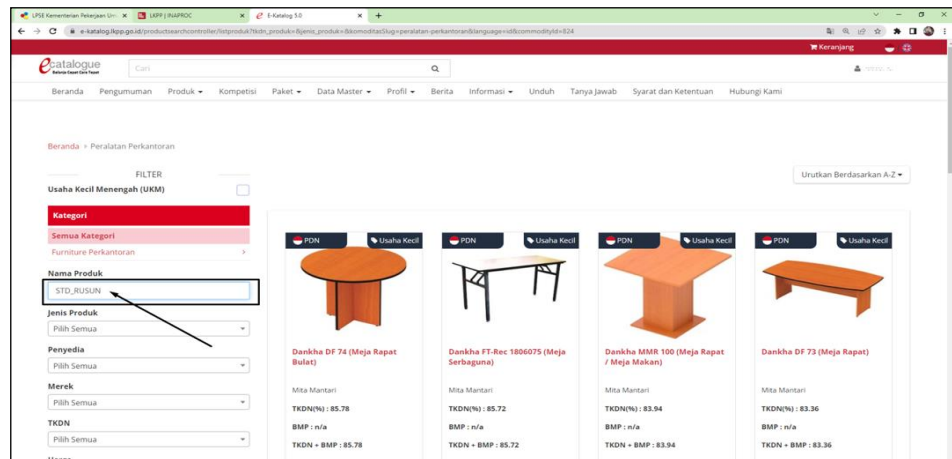 LPSE Kementerian Pekerjaan Um
LKPP | INAPROC
E-Katalog 5.0
e-katalog.lkpp.go.id/productsearchcontroller/listproduk?tkdn_produk=&jenis_produk=&komoditasSlug=peralatan-perkantoran&language=id&commodityId=824
Keranjang
ecatalogue
Belanja Cepat Cara Tepat
Cari
Beranda Pengumuman Produk Kompetisi Paket Data Master Profil Berita Informasi Unduh Tanya Jawab Syarat dan Ketentuan Hubungi Kami
Beranda > Peralatan Perkantoran
FILTER
Urutkan Berdasarkan A-Z
Usaha Kecil Menengah (UKM)
Kategori
Semua Kategori
Furniture Perkantoran >
Nama Produk
STD_RUSUN
Jenis Produk
Pilih Semua
Penyedia
Pilih Semua
Merek
Pilih Semua
TKDN
Pilih Semua
Harga
PDN Usaha Kecil
Dankha DF 74 (Meja Rapat
Bulat)
Mita Mantari
TKDN(%) : 85.78
BMP : n/a
TKDN + BMP : 85.78
PDN Usaha Kecil
Dankha FT-Rec 1806075 (Meja
Serbaguna)
Mita Mantari
TKDN(%) : 85.72
BMP : n/a
TKDN + BMP : 85.72
PDN Usaha Kecil
Dankha MMR 100 (Meja Rapat
/ Meja Makan)
Mita Mantari
TKDN(%) : 83.94
BMP : n/a
TKDN + BMP : 83.94
PDN Usaha Kecil
Dankha DF 73 (Meja Rapat)
Mita Mantari
TKDN(%) : 83.36
BMP : n/a
TKDN + BMP : 83.36